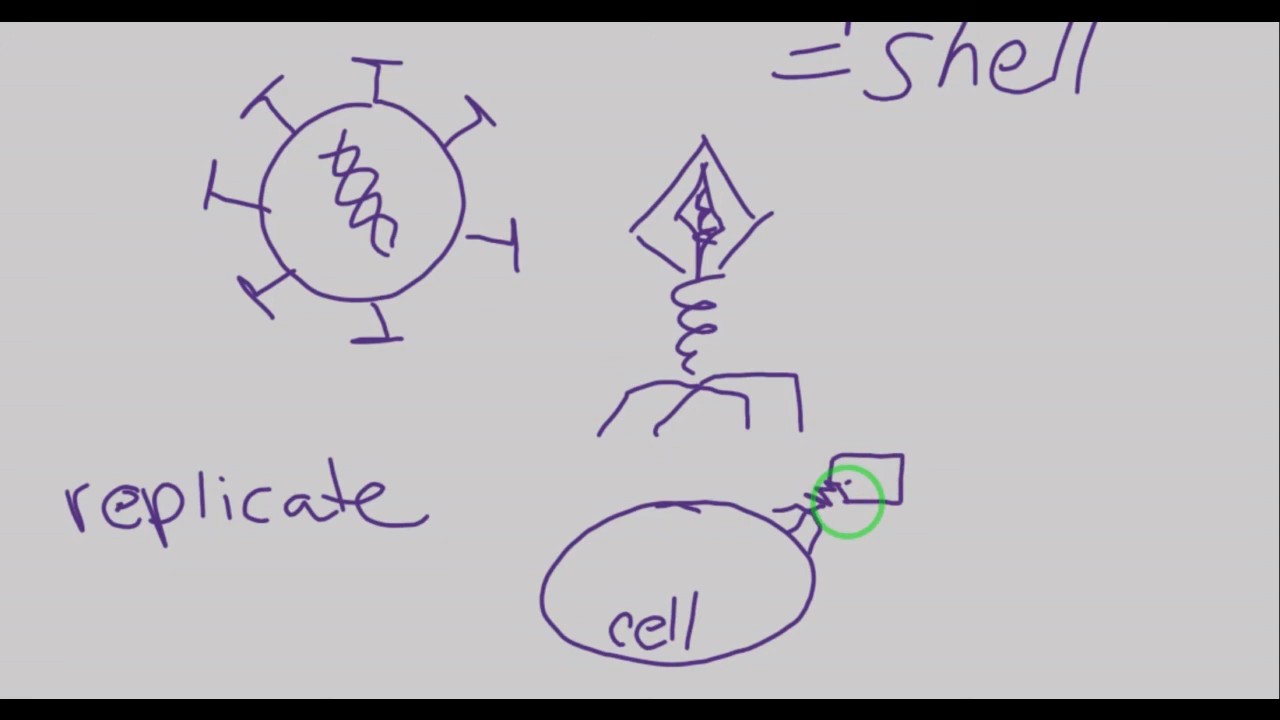 = shell
replicate
cell